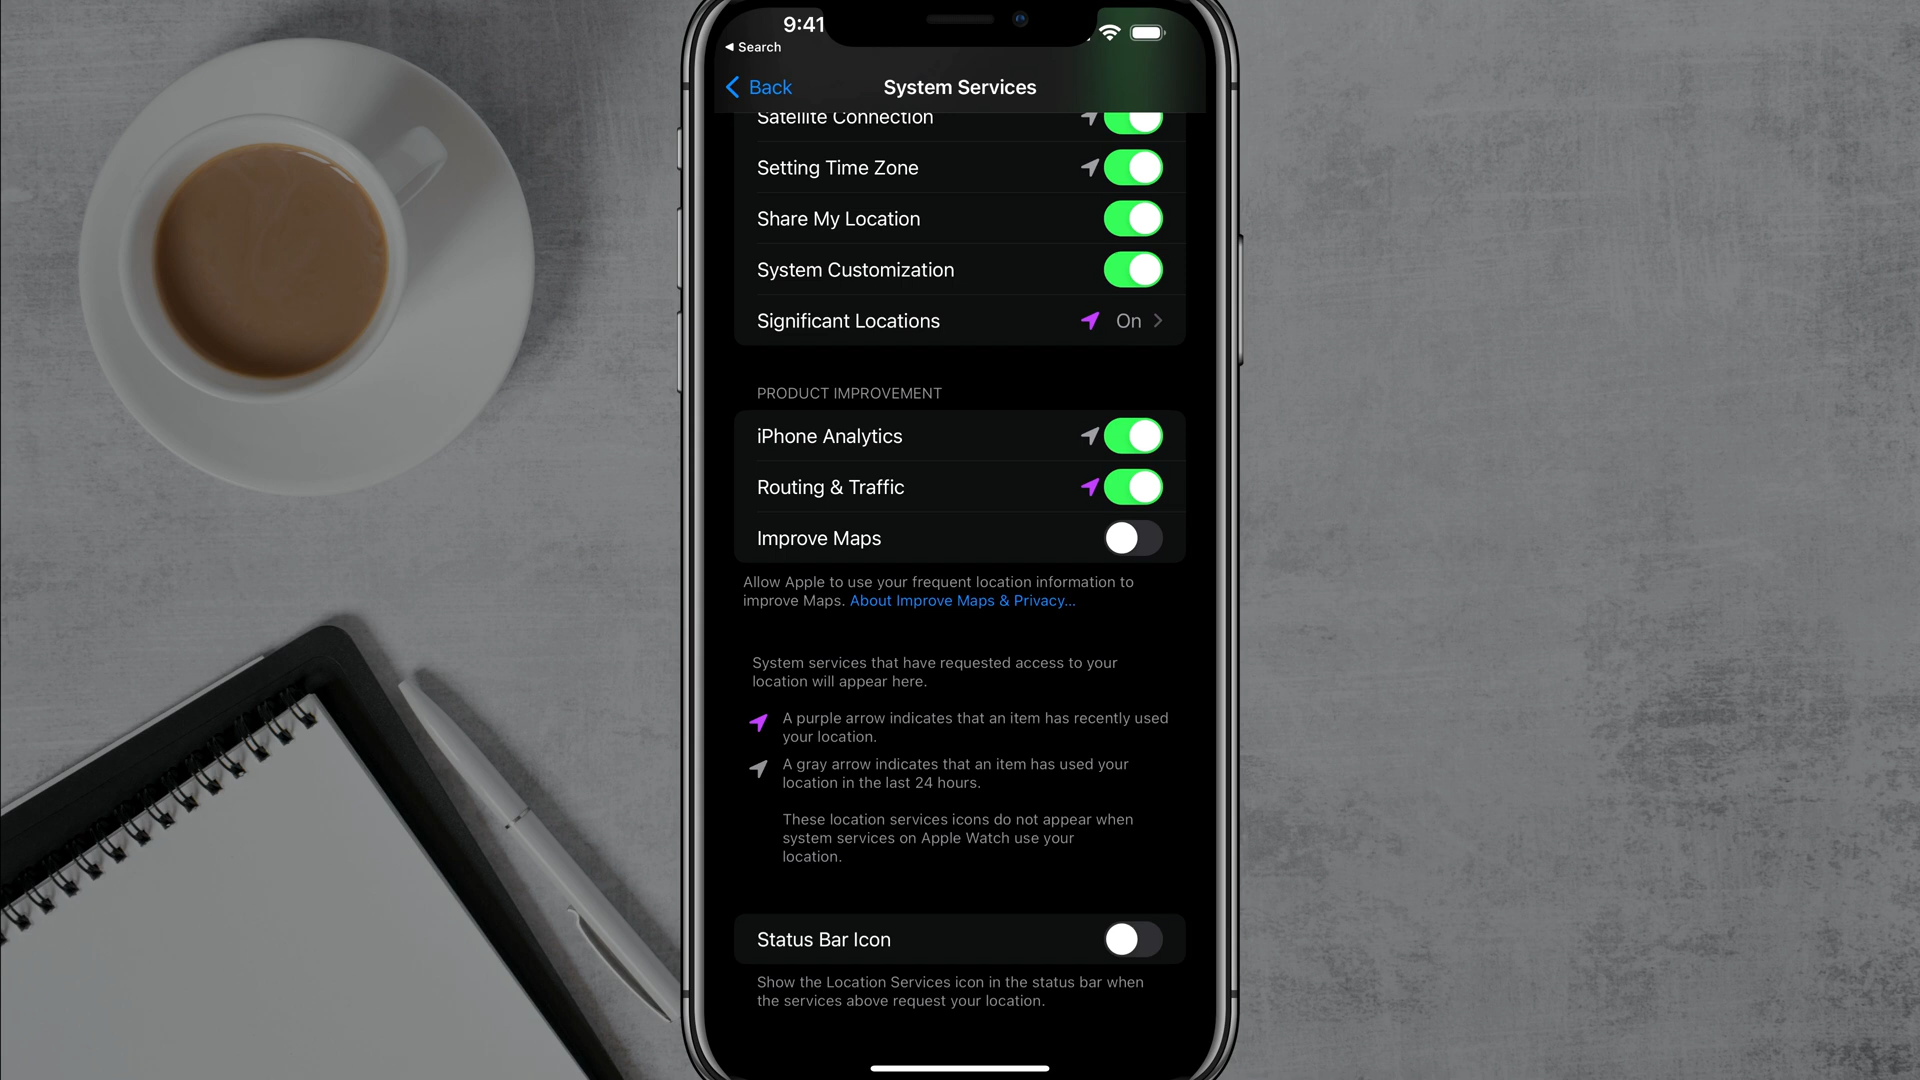 9:41
◀ Search
Back
System Services
Satellite Connection
Setting Time Zone
Share My Location
System Customization
Significant Locations On
PRODUCT IMPROVEMENT
iPhone Analytics
Routing & Traffic
Improve Maps
Allow Apple to use your frequent location information to
improve Maps. About Improve Maps & Privacy...
System services that have requested access to your
location will appear here.
A purple arrow indicates that an item has recently used
your location.
A gray arrow indicates that an item has used your
location in the last 24 hours.
These location services icons do not appear when
system services on Apple Watch use your
location.
Status Bar Icon
Show the Location Services icon in the status bar when
the services above request your location.